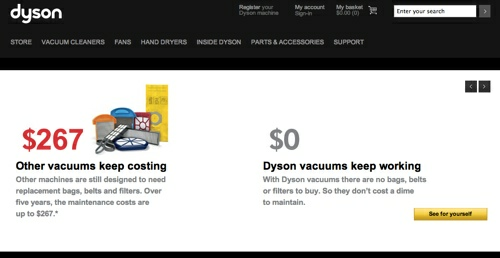 dyson
Register your
Dyson machine
My account
Sign-in
My basket
$0.00 (0)
Enter your search
STORE VACUUM CLEANERS FANS HAND DRYERS INSIDE DYSON PARTS & ACCESSORIES SUPPORT
$267
Other vacuums keep costing
Other machines are still designed to need
replacement bags, belts and filters. Over
five years, the maintenance costs are
up to $267.*
$0
Dyson vacuums keep working
With Dyson vacuums there are no bags, belts
or filters to buy. So they don't cost a dime
to maintain.
See for yourself